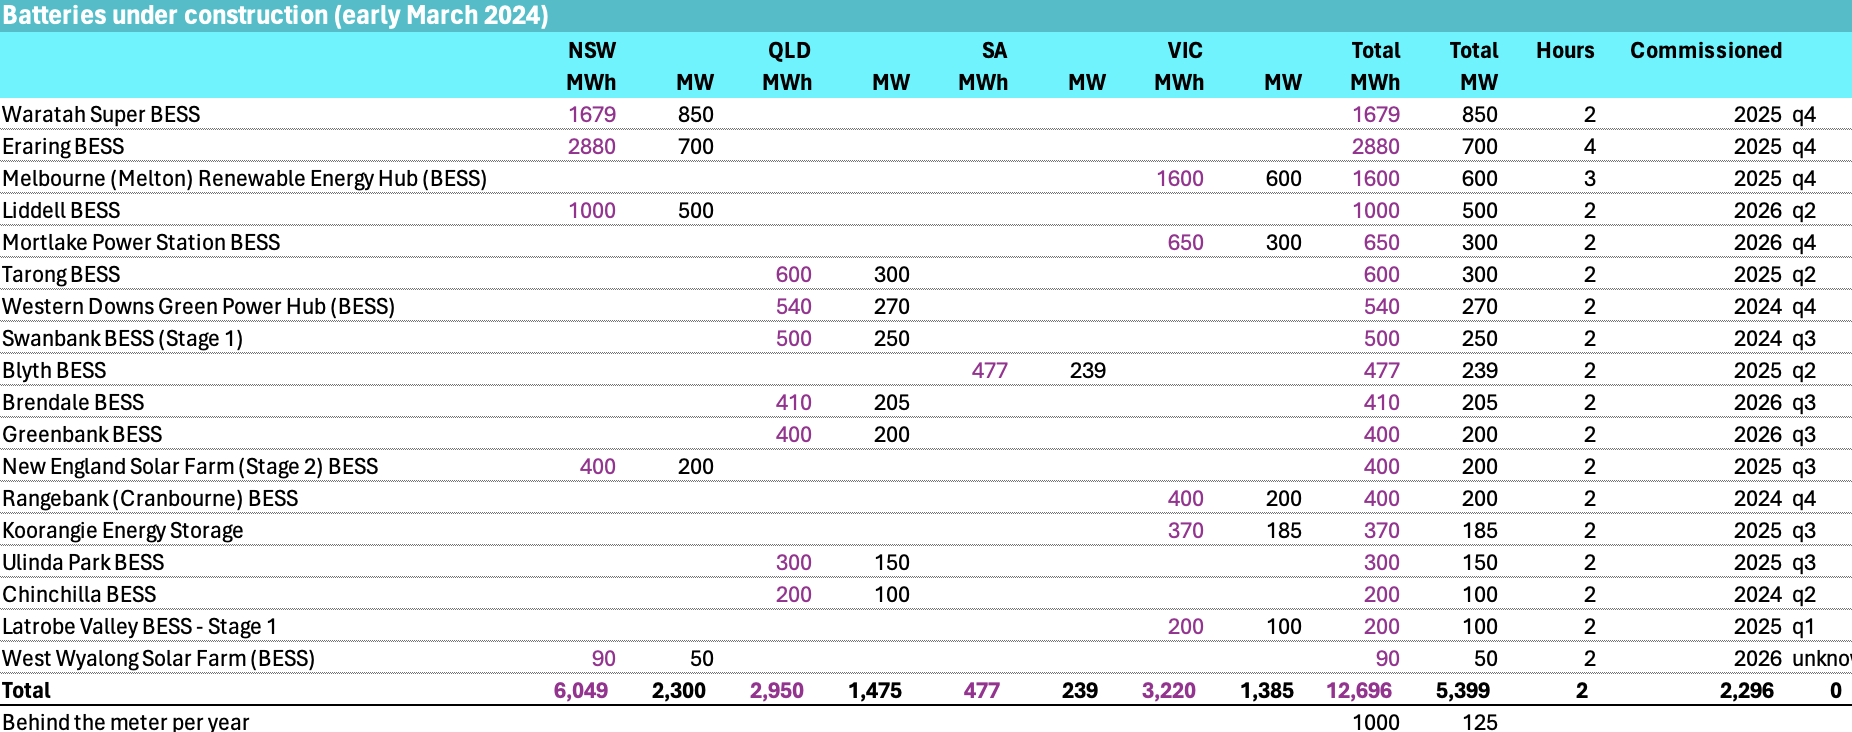 Batteries under construction (early March 2024)
NSW QLD SA VIC Total Total Hours Commissioned
MWh MW MWh MW MWh MW MWh MW MWh MW
Waratah Super BESS 1679 850 1679 850 2 2025 q4
Eraring BESS 2880 700 2880 700 4 2025 q4
Melbourne (Melton) Renewable Energy Hub (BESS) 1600 600 1600 600 3 2025 q4
Liddell BESS 1000 500 1000 500 2 2026 q2
Mortlake Power Station BESS 650 300 650 300 2 2026 q4
Tarong BESS 600 300 600 300 2 2025 q2
Western Downs Green Power Hub (BESS) 540 270 540 270 2 2024 q4
Swanbank BESS (Stage 1) 500 250 500 250 2 2024 q3
Blyth BESS 477 239 477 239 2 2025 q2
Brendale BESS 410 205 410 205 2 2026 q3
Greenbank BESS 400 200 400 200 2 2026 q3
New England Solar Farm (Stage 2) BESS 400 200 400 200 2 2025 q3
Rangebank (Cranbourne) BESS 400 200 400 200 2 2024 q4
Koorangie Energy Storage 370 185 370 185 2 2025 q3
Ulinda Park BESS 300 150 300 150 2 2025 q3
Chinchilla BESS 200 100 200 100 2 2024 q2
Latrobe Valley BESS - Stage 1 200 100 200 100 2 2025 q1
West Wyalong Solar Farm (BESS) 90 50 90 50 2 2026 unkno
Total 6,049 2,300 2,950 1,475 477 239 3,220 1,385 12,696 5,399 2 2,296 0
Behind the meter per year 1000 125